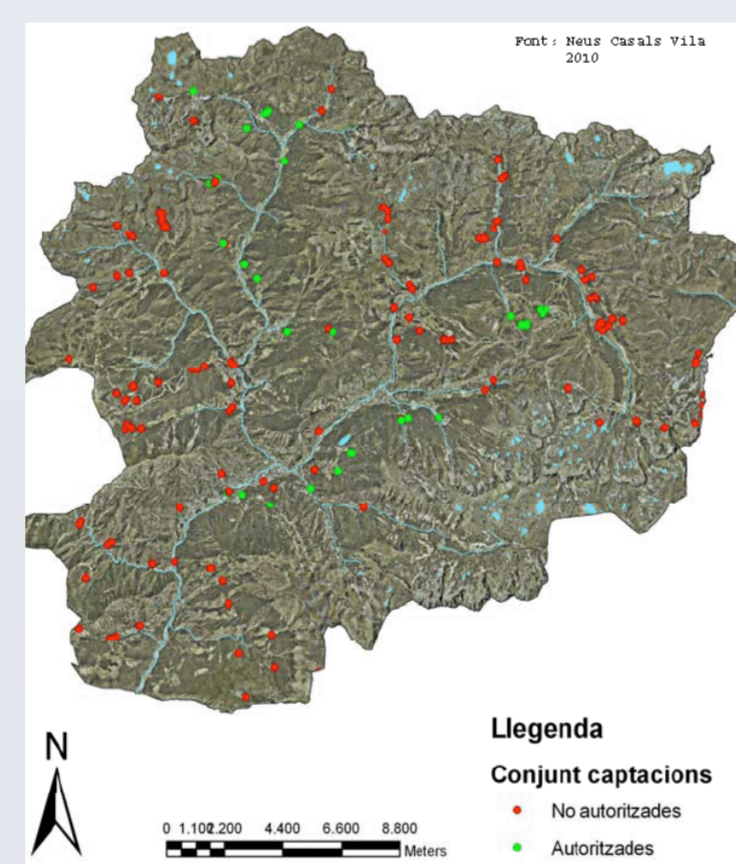 Font: Neus Casals Vila
2010
Llegenda
Conjunt captacions
No autoritzades
Autoritzades
N
0 1.100 2.200 4.400 6.600 8.800
Meters